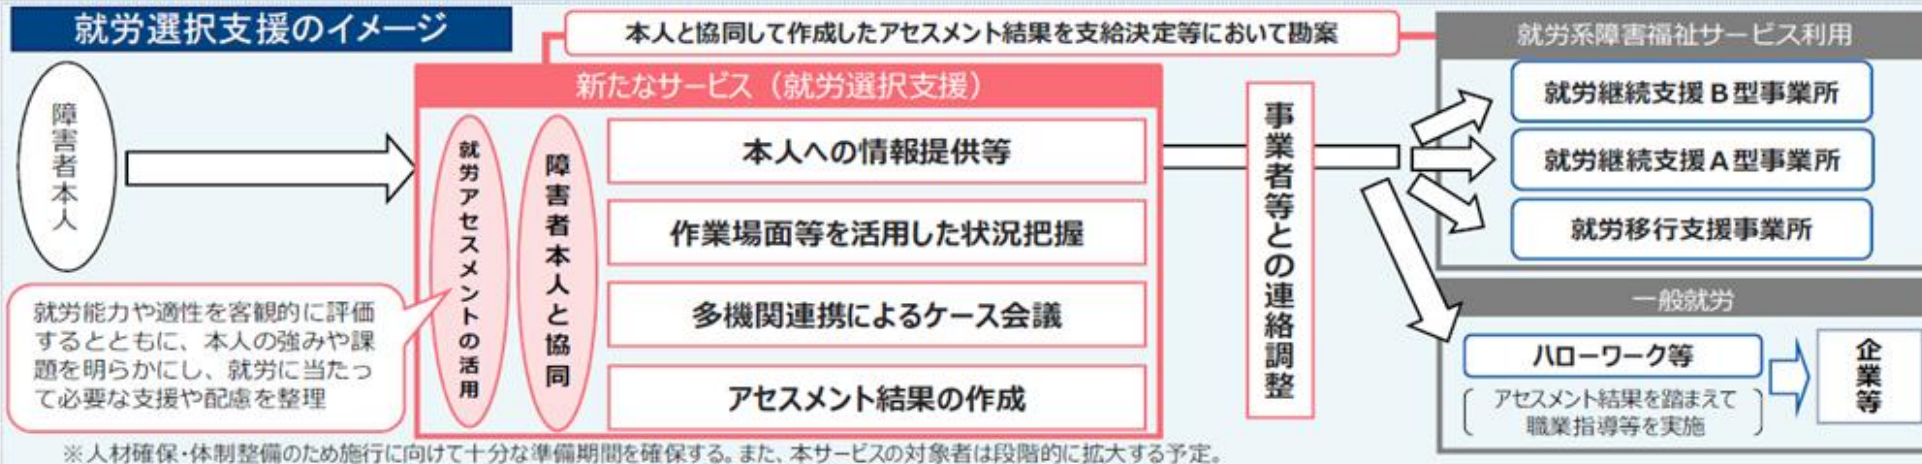 就労選択支援のイメージ
本人と協同して作成したアセスメント結果を支給決定等において勘案
障害者本人
新たなサービス（就労選択支援）
就労アセスメントの活用
障害者本人と協同
本人への情報提供等
作業場面等を活用した状況把握
多機関連携によるケース会議
アセスメント結果の作成
就労能力や適性を客観的に評価
するとともに、本人の強みや課
題を明らかにし、就労に当たっ
て必要な支援や配慮を整理
事業者等との連絡調整
就労系障害福祉サービス利用
就労継続支援Ｂ型事業所
就労継続支援Ａ型事業所
就労移行支援事業所
一般就労
ハローワーク等
アセスメント結果を踏まえて
職業指導等を実施
企業等
※人材確保・体制整備のため施行に向けて十分な準備期間を確保する。また、本サービスの対象者は段階的に拡大する予定。